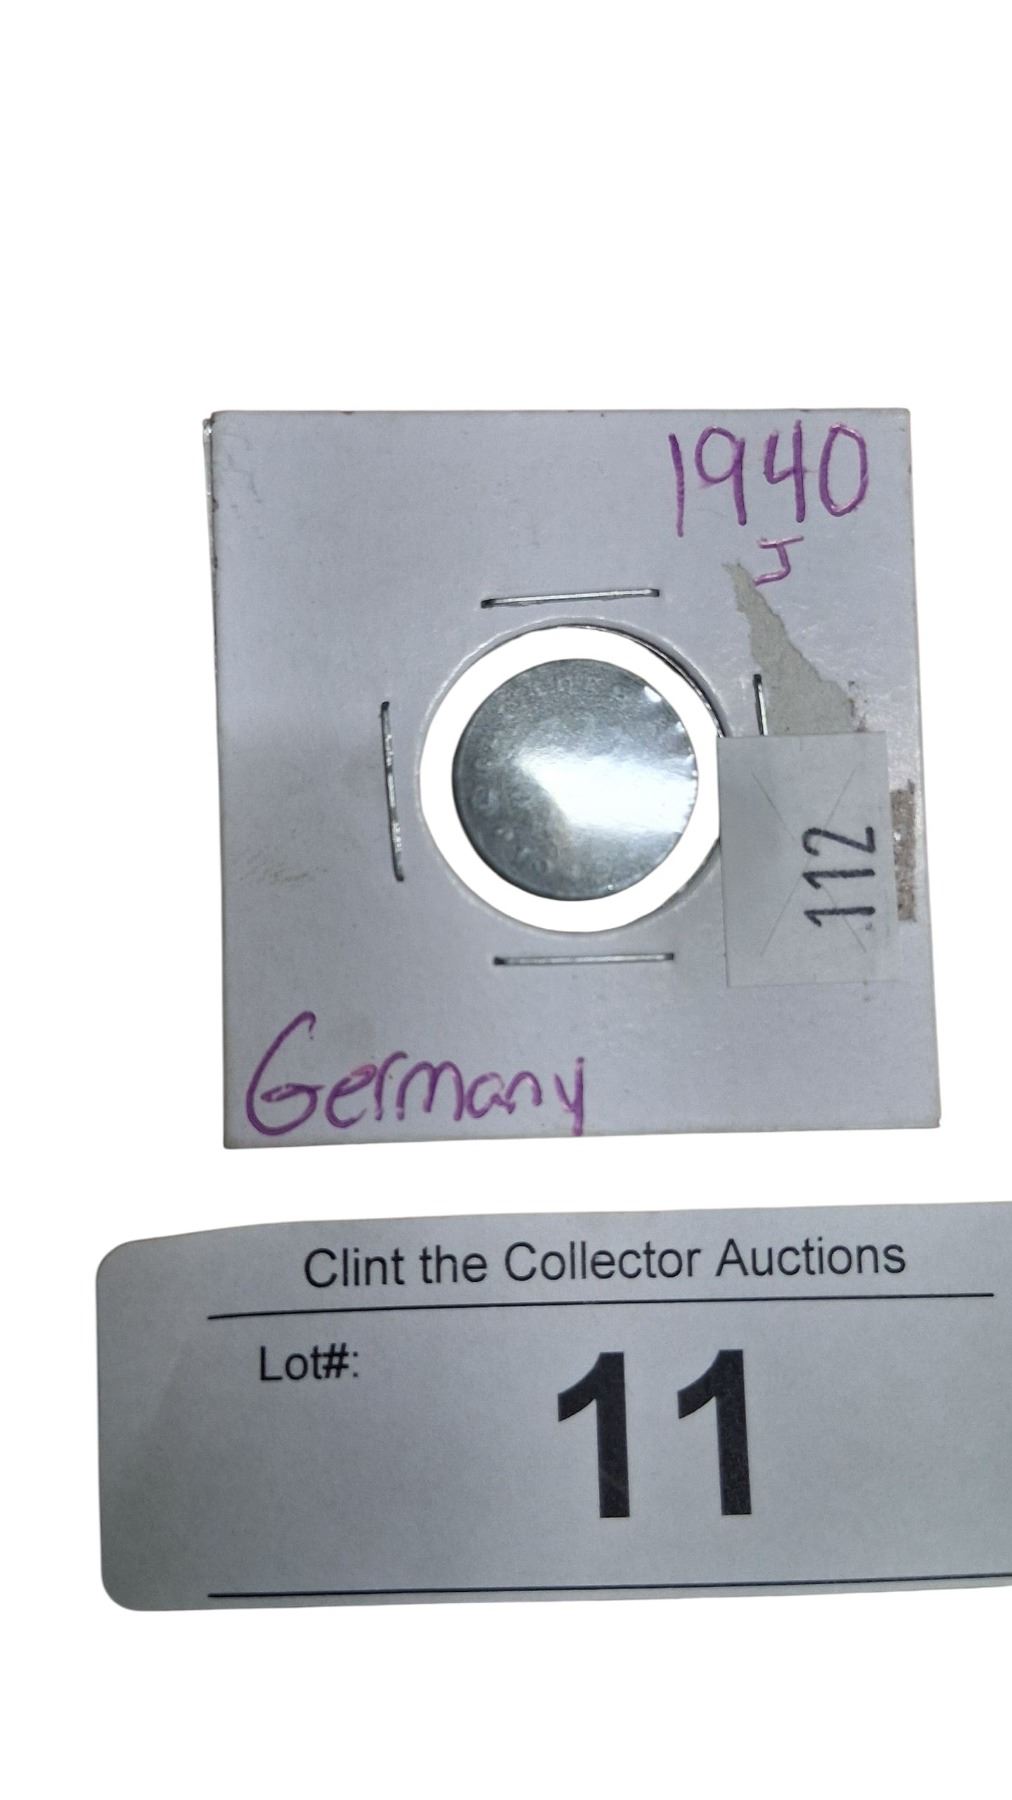 1940
J
112
Germany
Clint the Collector Auctions
Lot#:
11